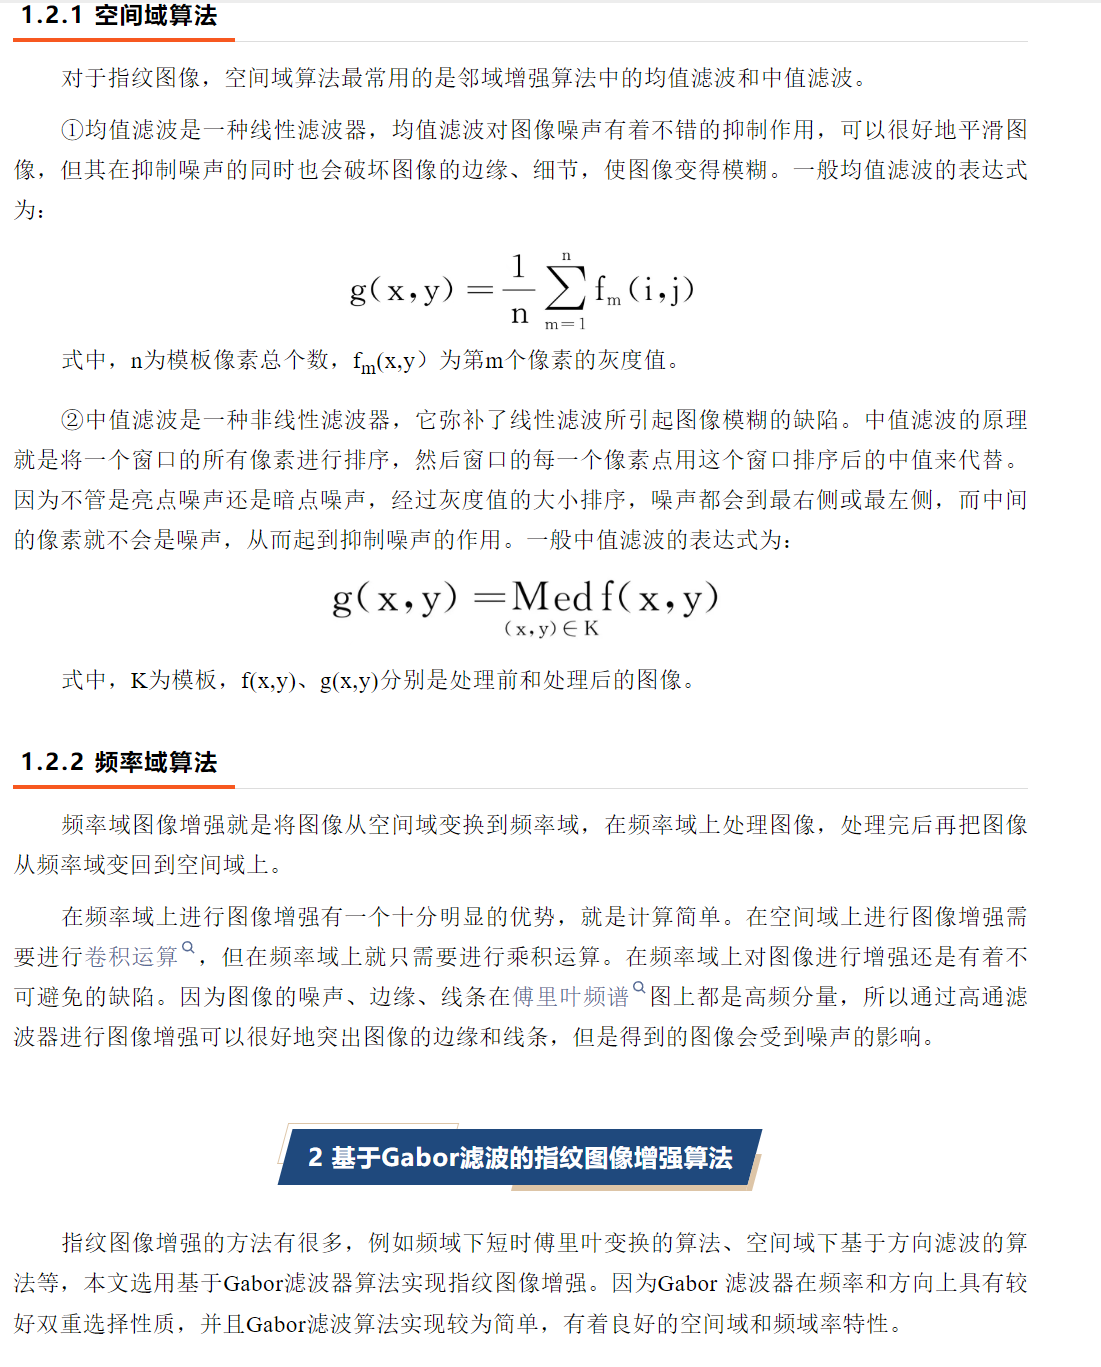 1.2.1 空间域算法
对于指纹图像，空间域算法最常用的是邻域增强算法中的均值滤波和中值滤波。
①均值滤波是一种线性滤波器，均值滤波对图像噪声有着不错的抑制作用，可以很好地平滑图
像，但其在抑制噪声的同时也会破坏图像的边缘、细节，使图像变得模糊。一般均值滤波的表达式
为：
g(x,y) = \frac{1}{n} \sum_{m=1}^{n} f_m(i,j)
式中，n为模板像素总个数，f_m(x,y）为第m个像素的灰度值。
②中值滤波是一种非线性滤波器，它弥补了线性滤波所引起图像模糊的缺陷。中值滤波的原理
就是将一个窗口的所有像素进行排序，然后窗口的每一个像素点用这个窗口排序后的中值来代替。
因为不管是亮点噪声还是暗点噪声，经过灰度值的大小排序，噪声都会到最右侧或最左侧，而中间
的像素就不会是噪声，从而起到抑制噪声的作用。一般中值滤波的表达式为：
g(x,y) = Med f(x,y)
(x,y)∈K
式中，K为模板，f(x,y)、g(x,y)分别是处理前和处理后的图像。
1.2.2 频率域算法
频率域图像增强就是将图像从空间域变换到频率域，在频率域上处理图像，处理完后再把图像
从频率域变回到空间域上。
在频率域上进行图像增强有一个十分明显的优势，就是计算简单。在空间域上进行图像增强需
要进行卷积运算，但在频率域上就只需要进行乘积运算。在频率域上对图像进行增强还是有着不
可避免的缺陷。因为图像的噪声、边缘、线条在傅里叶频谱图上都是高频分量，所以通过高通滤
波器进行图像增强可以很好地突出图像的边缘和线条，但是得到的图像会受到噪声的影响。
2 基于Gabor滤波的指纹图像增强算法
指纹图像增强的方法有很多，例如频域下短时傅里叶变换的算法、空间域下基于方向滤波的算
法等，本文选用基于Gabor滤波器算法实现指纹图像增强。因为Gabor 滤波器在频率和方向上具有较
好双重选择性质，并且Gabor滤波算法实现较为简单，有着良好的空间域和频域率特性。